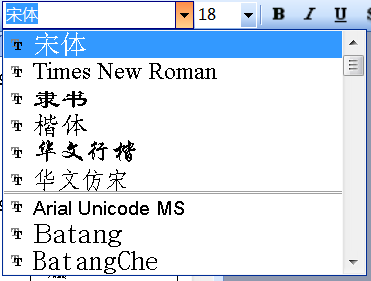 宋体 18 B I U
宋体
Times New Roman
隶书
楷体
华文行楷
华文仿宋
Arial Unicode MS
Batang
BatangChe